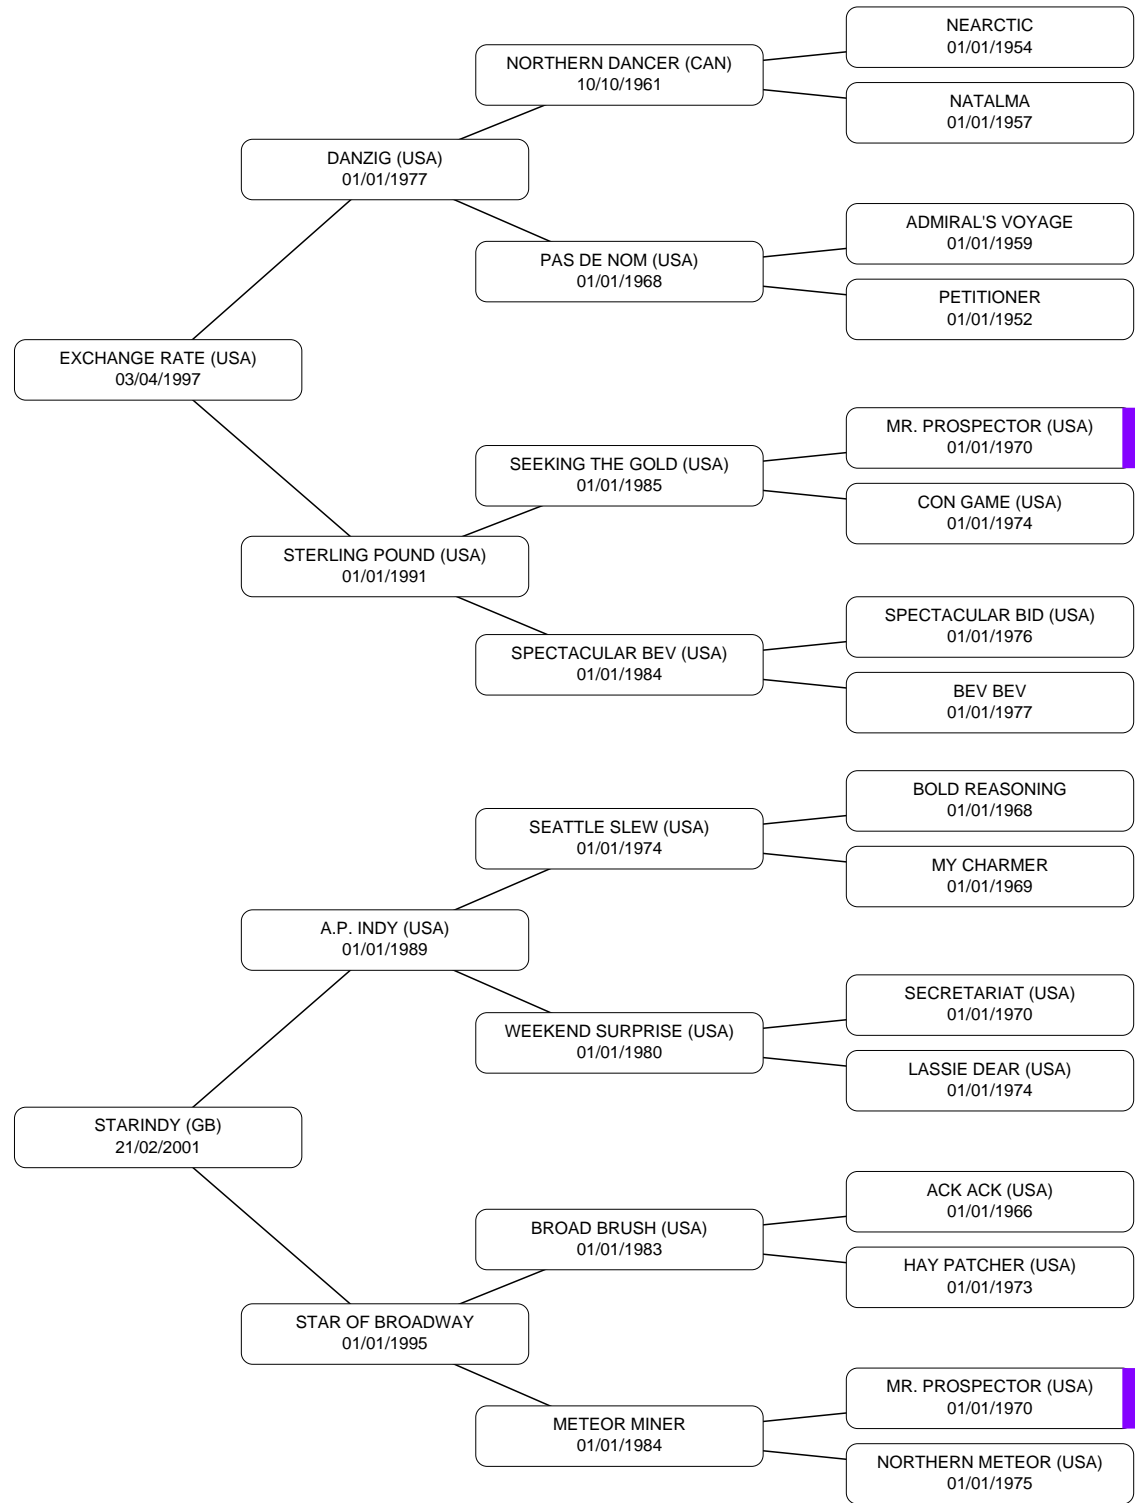 NEARCTIC
01/01/1954
NORTHERN DANCER (CAN)
10/10/1961
NATALMA
01/01/1957
DANZIG (USA)
01/01/1977
ADMIRAL'S VOYAGE
01/01/1959
PAS DE NOM (USA)
01/01/1968
PETITIONER
01/01/1952
EXCHANGE RATE (USA)
03/04/1997
MR. PROSPECTOR (USA)
01/01/1970
SEEKING THE GOLD (USA)
01/01/1985
CON GAME (USA)
01/01/1974
STERLING POUND (USA)
01/01/1991
SPECTACULAR BID (USA)
01/01/1976
SPECTACULAR BEV (USA)
01/01/1984
BEV BEV
01/01/1977
BOLD REASONING
01/01/1968
SEATTLE SLEW (USA)
01/01/1974
MY CHARMER
01/01/1969
A.P. INDY (USA)
01/01/1989
SECRETARIAT (USA)
01/01/1970
WEEKEND SURPRISE (USA)
01/01/1980
LASSIE DEAR (USA)
01/01/1974
STARINDY (GB)
21/02/2001
ACK ACK (USA)
01/01/1966
BROAD BRUSH (USA)
01/01/1983
HAY PATCHER (USA)
01/01/1973
STAR OF BROADWAY
01/01/1995
MR. PROSPECTOR (USA)
01/01/1970
METEOR MINER
01/01/1984
NORTHERN METEOR (USA)
01/01/1975